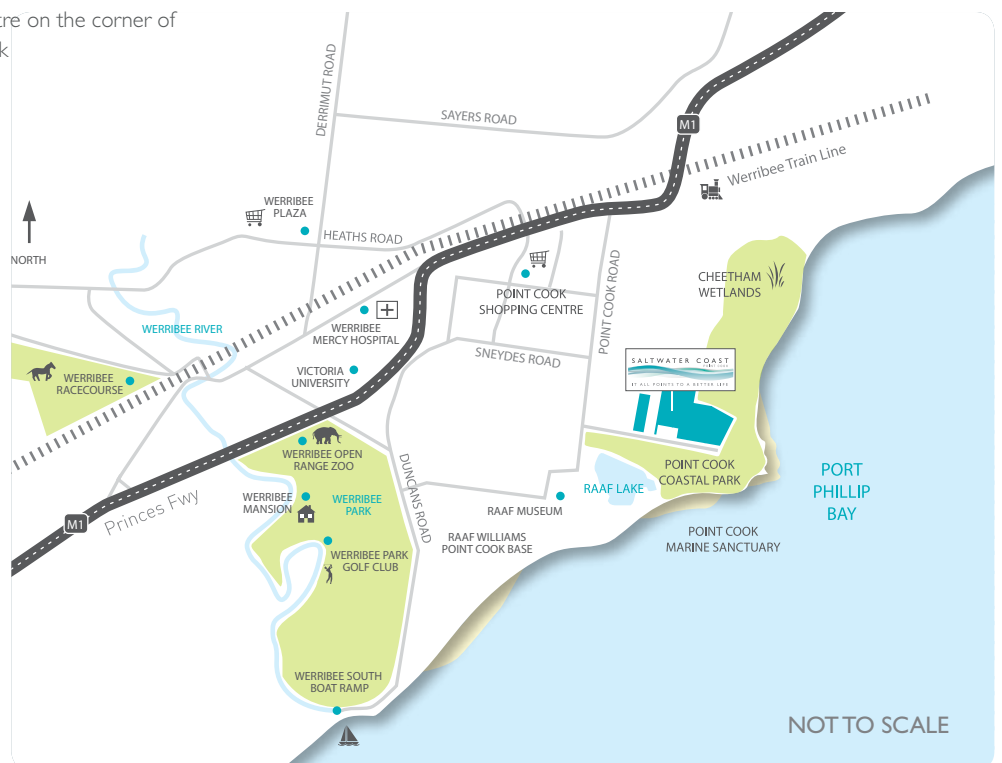 tre on the corner of
k
DERRIMUT ROAD
SAYERS ROAD
M1
Werribee Train Line
WERRIBEE
PLAZA
HEATHS ROAD
NORTH
POINT COOK
SHOPPING CENTRE
POINT COOK ROAD
CHEETHAM
WETLANDS
WERRIBEE RIVER
WERRIBEE
MERCY HOSPITAL
SNEYDES ROAD
SALTWATER COAST
POINT COOK
IT ALL POINTS TO A BETTER LIFE
VICTORIA
UNIVERSITY
WERRIBEE
RACECOURSE
WERRIBEE OPEN
RANGE ZOO
DUNCANS ROAD
POINT COOK
COASTAL PARK
RAAF LAKE
PORT
PHILLIP
BAY
WERRIBEE
MANSION
WERRIBEE
PARK
RAAF MUSEUM
Princes Fwy
M1
RAAF WILLIAMS
POINT COOK BASE
POINT COOK
MARINE SANCTUARY
WERRIBEE PARK
GOLF CLUB
WERRIBEE SOUTH
BOAT RAMP
NOT TO SCALE